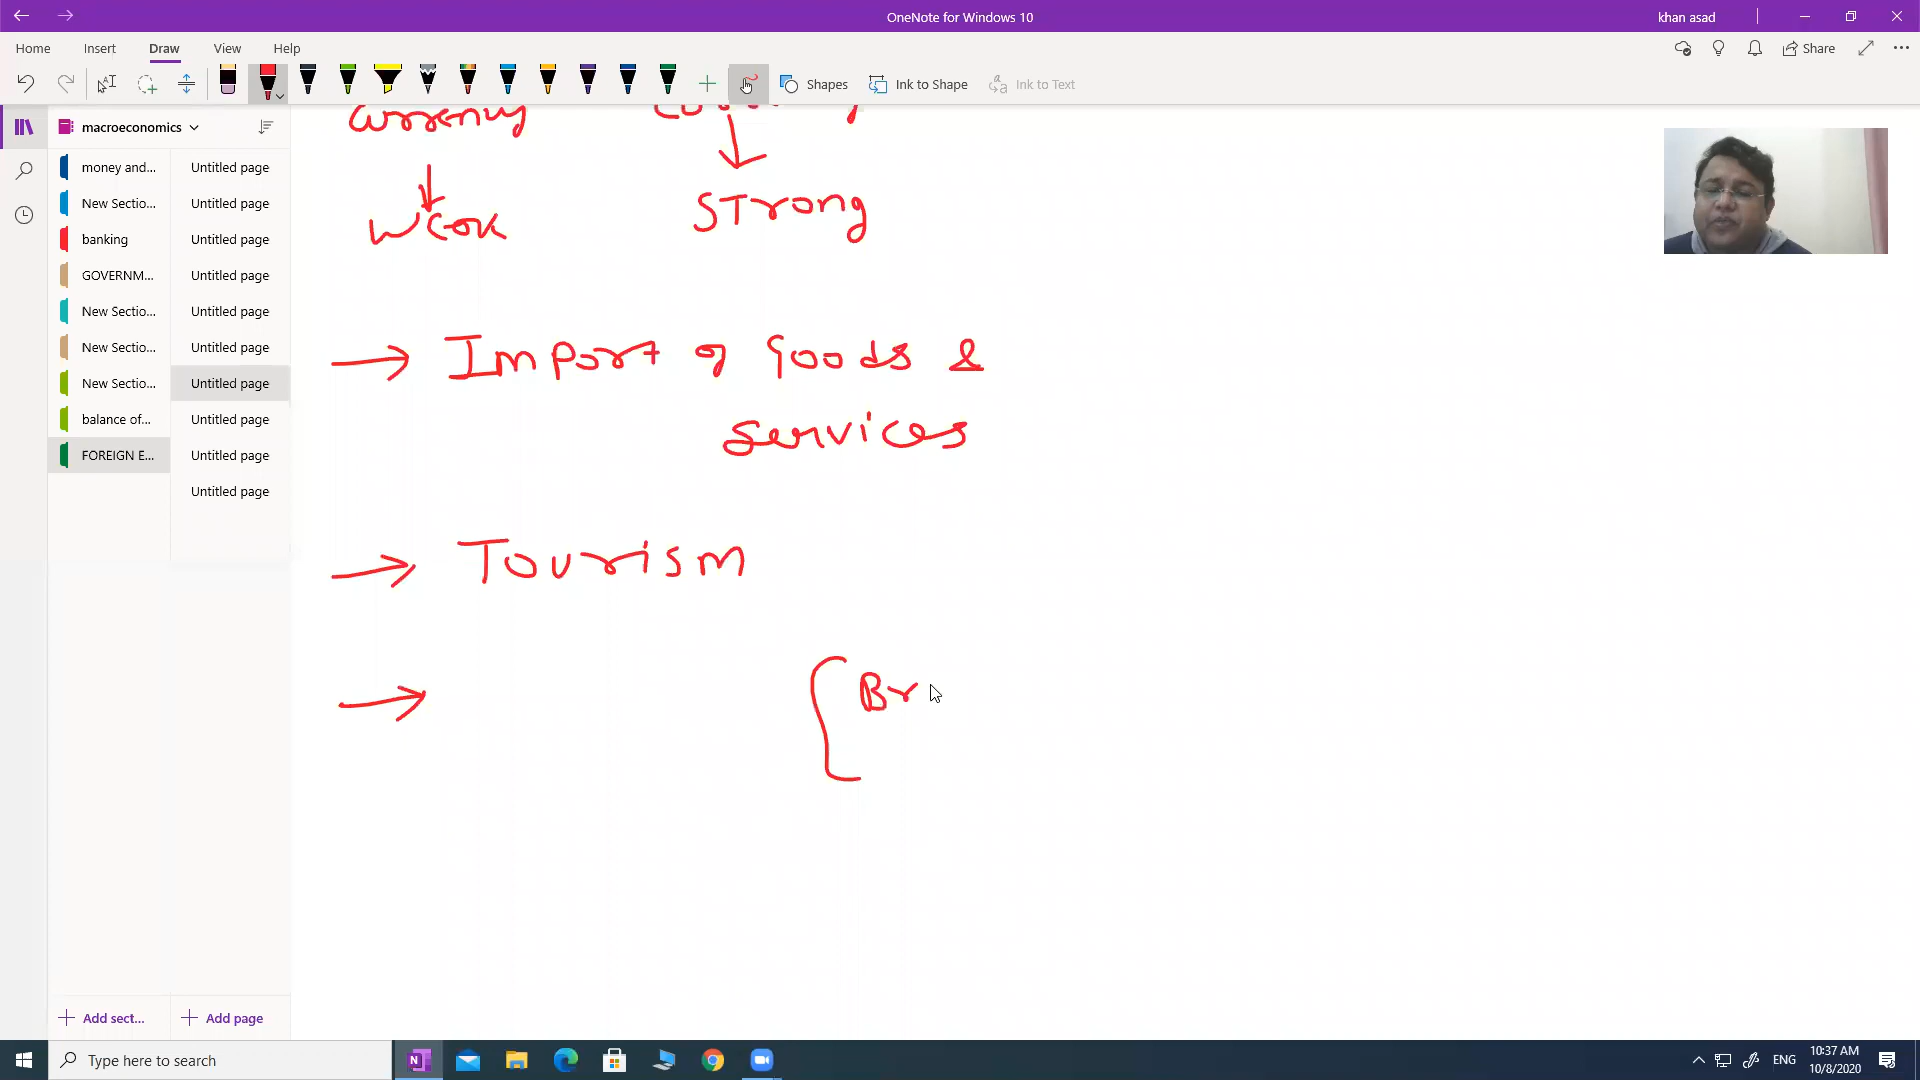 OneNote for Windows 10
khan asad
Home Insert Draw View Help
Share
Shapes Ink to Shape Ink to Text
macroeconomics
money and...
New Sectio...
banking
GOVERNM...
New Sectio...
New Sectio...
New Sectio...
balance of...
FOREIGN E...
Untitled page
Untitled page
Untitled page
Untitled page
Untitled page
Untitled page
Untitled page
Untitled page
Untitled page
Untitled page
Currency
Weak
STrong
→ Import of Goods &
services
→ Tourism
→ Br
Add sect... Add page
Type here to search
ENG
10:37 AM
10/8/2020